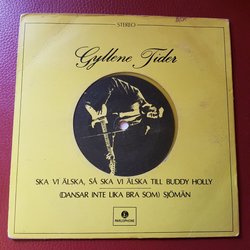 STEREO
Gyllene Tider
SKA VI ÄLSKA, SÅ SKA VI ÄLSKA TILL BUDDY HOLLY
(DANSAR INTE LIKA BRA SOM) SJÖMÄN
PARLOPHONE